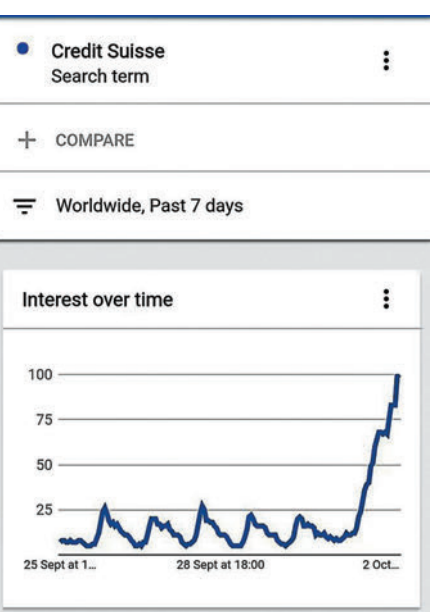 Credit Suisse
Search term
COMPARE
Worldwide, Past 7 days
Interest over time
100
75
50
25
25 Sept at 1...
28 Sept at 18:00
2 Oct...